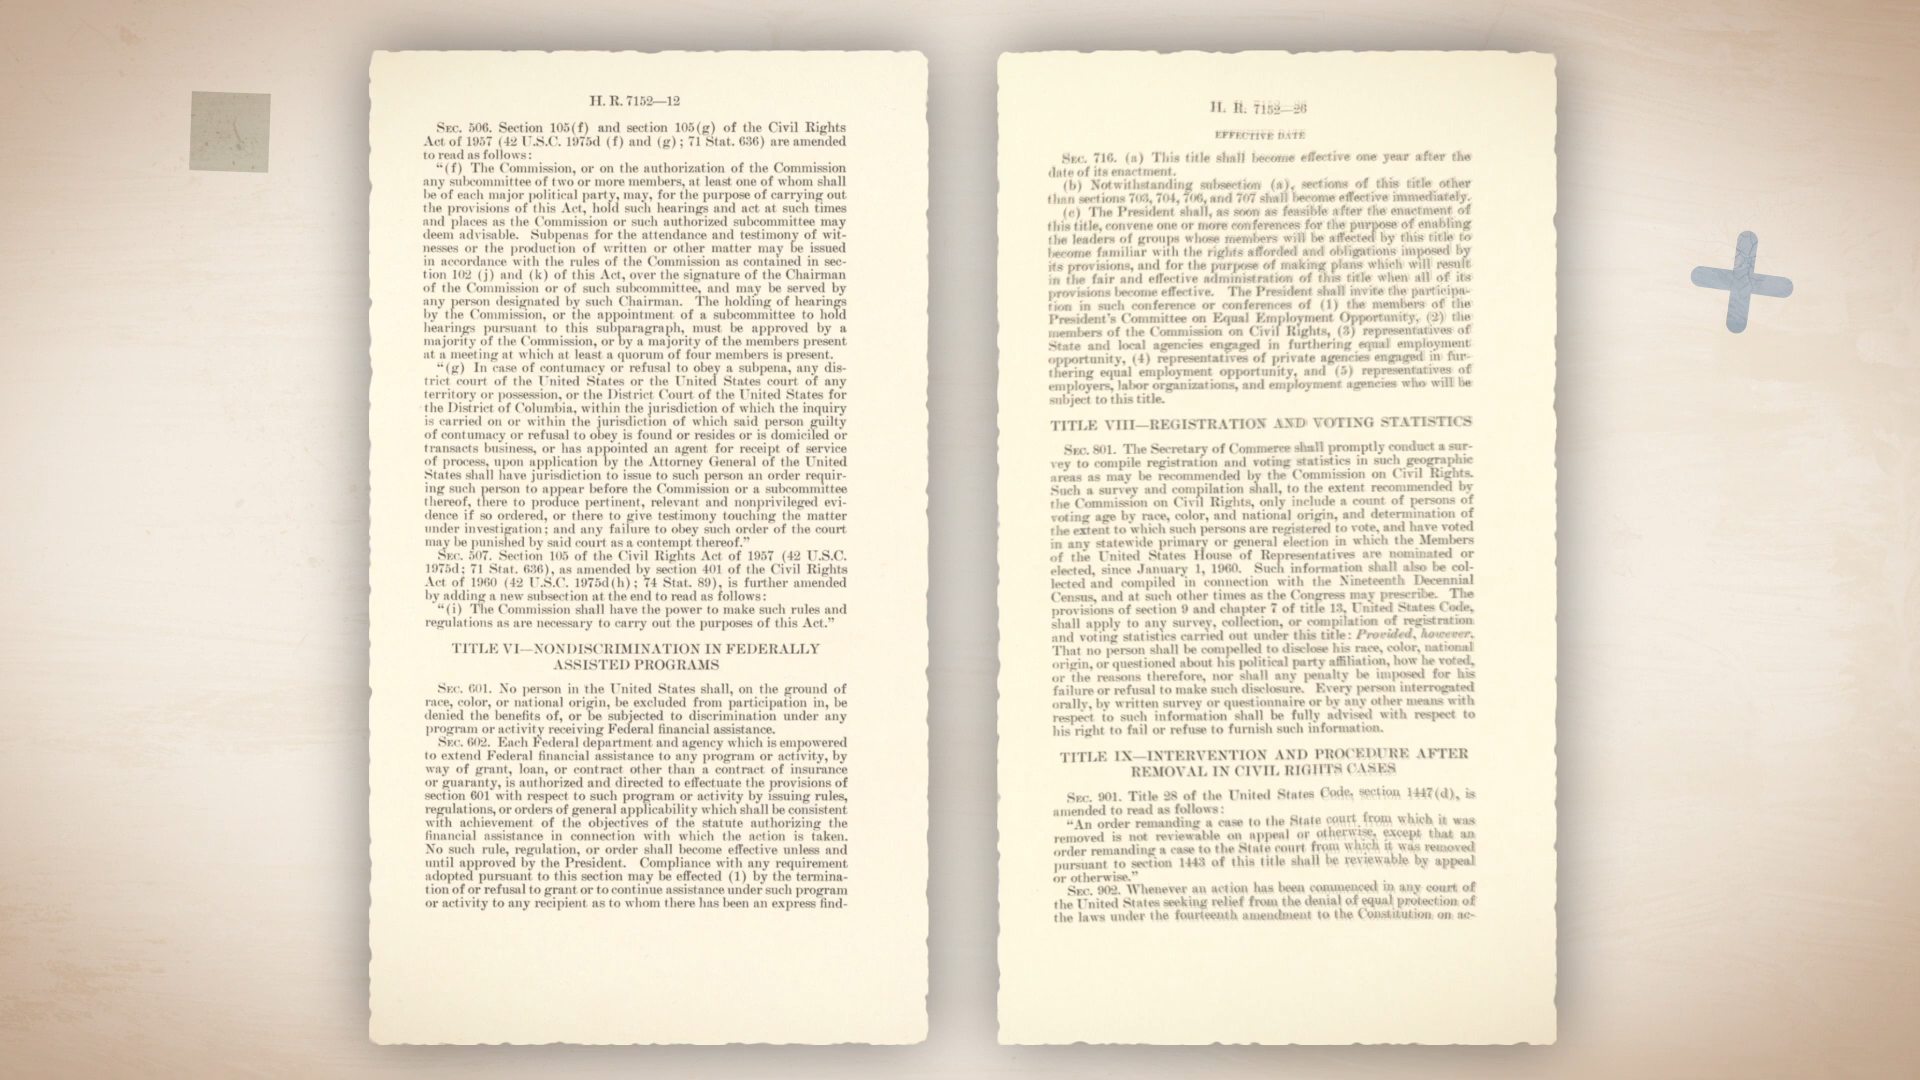 H. R. 7152—12
SEC. 506. Section 105(f) and section 105(g) of the Civil Rights
Act of 1957 (42 U.S.C. 1975d (f) and (g); 71 Stat. 636) are amended
to read as follows:
“(f) The Commission, or on the authorization of the Commission
any subcommittee of two or more members, at least one of whom shall
be of each major political party, may, for the purpose of carrying out
the provisions of this Act, hold such hearings and act at such times
and places as the Commission or such authorized subcommittee may
deem advisable. Subpenas for the attendance and testimony of wit-
nesses or the production of written or other matter may be issued
in accordance with the rules of the Commission as contained in sec-
tion 102 (j) and (k) of this Act, over the signature of the Chairman
of the Commission or of such subcommittee, and may be served by
any person designated by such Chairman. The holding of hearings
by the Commission, or the appointment of a subcommittee to hold
hearings pursuant to this subparagraph, must be approved by a
majority of the Commission, or by a majority of the members present
at a meeting at which at least a quorum of four members is present.
“(g) In case of contumacy or refusal to obey a subpena, any dis-
trict court of the United States or the United States court of any
territory or possession, or the District Court of the United States for
the District of Columbia, within the jurisdiction of which the inquiry
is carried on or within the jurisdiction of which said person guilty
of contumacy or refusal to obey is found or resides or is domiciled or
transacts business, or has appointed an agent for receipt of service
of process, upon application by the Attorney General of the United
States shall have jurisdiction to issue to such person an order requir-
ing such person to appear before the Commission or a subcommittee
thereof, there to produce pertinent, relevant and nonprivileged evi-
dence if so ordered, or there to give testimony touching the matter
under investigation; and any failure to obey such order of the court
may be punished by said court as a contempt thereof.”
SEC. 507. Section 105 of the Civil Rights Act of 1957 (42 U.S.C.
1975d; 71 Stat. 636), as amended by section 401 of the Civil Rights
Act of 1960 (42 U.S.C. 1975d(h); 74 Stat. 89), is further amended
by adding a new subsection at the end to read as follows:
“(i) The Commission shall have the power to make such rules and
regulations as are necessary to carry out the purposes of this Act.”
TITLE VI—NONDISCRIMINATION IN FEDERALLY
ASSISTED PROGRAMS
SEC. 601. No person in the United States shall, on the ground of
race, color, or national origin, be excluded from participation in, be
denied the benefits of, or be subjected to discrimination under any
program or activity receiving Federal financial assistance.
SEC. 602. Each Federal department and agency which is empowered
to extend Federal financial assistance to any program or activity, by
way of grant, loan, or contract other than a contract of insurance
or guaranty, is authorized and directed to effectuate the provisions of
section 601 with respect to such program or activity by issuing rules,
regulations, or orders of general applicability which shall be consistent
with achievement of the objectives of the statute authorizing the
financial assistance in connection with which the action is taken.
No such rule, regulation, or order shall become effective unless and
until approved by the President. Compliance with any requirement
adopted pursuant to this section may be effected (1) by the termina-
tion of or refusal to grant or to continue assistance under such program
or activity to any recipient as to whom there has been an express find-
H. R. 7152—26
EFFECTIVE DATE
SEC. 716. (a) This title shall become effective one year after the
date of its enactment.
(b) Notwithstanding subsection (a), sections of this title other
than sections 703, 704, 706, and 707 shall become effective immediately.
(c) The President shall, as soon as feasible after the enactment of
this title, convene one or more conferences for the purpose of enabling
the leaders of groups whose members will be affected by this title to
become familiar with the rights afforded and obligations imposed by
its provisions, and for the purpose of making plans which will result
in the fair and effective administration of this title when all of its
provisions become effective. The President shall invite the participa-
tion in such conference or conferences of (1) the members of the
President's Committee on Equal Employment Opportunity, (2) the
members of the Commission on Civil Rights, (3) representatives of
State and local agencies engaged in furthering equal employment
opportunity, (4) representatives of private agencies engaged in fur-
thering equal employment opportunity, and (5) representatives of
employers, labor organizations, and employment agencies who will be
subject to this title.
TITLE VIII—REGISTRATION AND VOTING STATISTICS
SEC. 801. The Secretary of Commerce shall promptly conduct a sur-
vey to compile registration and voting statistics in such geographic
areas as may be recommended by the Commission on Civil Rights.
Such a survey and compilation shall, to the extent recommended by
the Commission on Civil Rights, only include a count of persons of
voting age by race, color, and national origin, and determination of
the extent to which such persons are registered to vote, and have voted
in any statewide primary or general election in which the Members
of the United States House of Representatives are nominated or
elected, since January 1, 1960. Such information shall also be col-
lected and compiled in connection with the Nineteenth Decennial
Census, and at such other times as the Congress may prescribe. The
provisions of section 9 and chapter 7 of title 13, United States Code,
shall apply to any survey, collection, or compilation of registration
and voting statistics carried out under this title: Provided, however,
That no person shall be compelled to disclose his race, color, national
origin, or questioned about his political party affiliation, how he voted,
or the reasons therefore, nor shall any penalty be imposed for his
failure or refusal to make such disclosure. Every person interrogated
orally, by written survey or questionnaire or by any other means with
respect to such information shall be fully advised with respect to
his right to fail or refuse to furnish such information.
TITLE IX—INTERVENTION AND PROCEDURE AFTER
REMOVAL IN CIVIL RIGHTS CASES
SEC. 901. Title 28 of the United States Code, section 1447(d), is
amended to read as follows:
“An order remanding a case to the State court from which it was
removed is not reviewable on appeal or otherwise, except that an
order remanding a case to the State court from which it was removed
pursuant to section 1443 of this title shall be reviewable by appeal
or otherwise.”
SEC. 902. Whenever an action has been commenced in any court of
the United States seeking relief from the denial of equal protection of
the laws under the fourteenth amendment to the Constitution on ac-